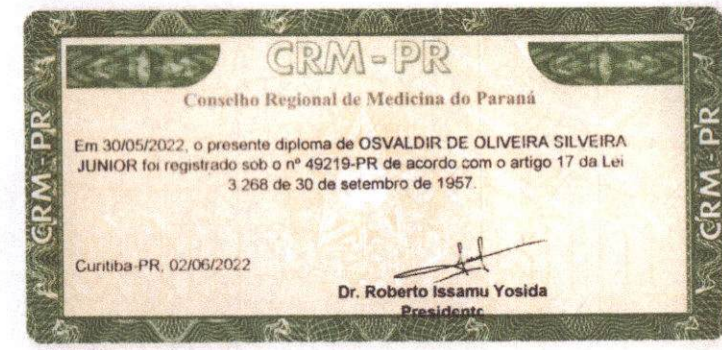 CRM-PR
Conselho Regional de Medicina do Paraná
Em 30/05/2022, o presente diploma de OSVALDIR DE OLIVEIRA SILVEIRA
JUNIOR foi registrado sob o nº 49219-PR de acordo com o artigo 17 da Lei
3.268 de 30 de setembro de 1957.
Curitiba-PR, 02/06/2022
Dr. Roberto Issamu Yosida
Presidente
CRM-PR
CRM-PR